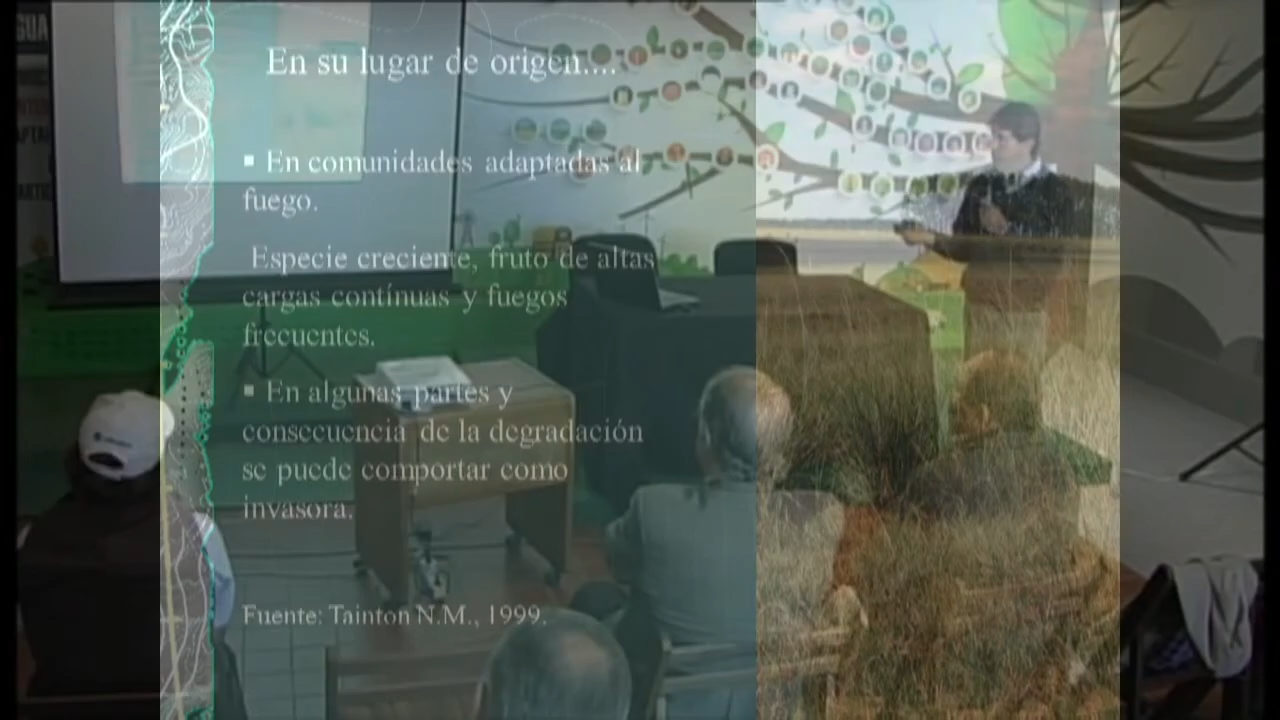 En su lugar de origen....
▪ En comunidades adaptadas al
fuego.
Especie creciente, fruto de altas
cargas contínuas y fuegos
frecuentes.
▪ En algunas partes y
consecuencia de la degradación
se puede comportar como
invasora.
Fuente: Tainton N.M., 1999.